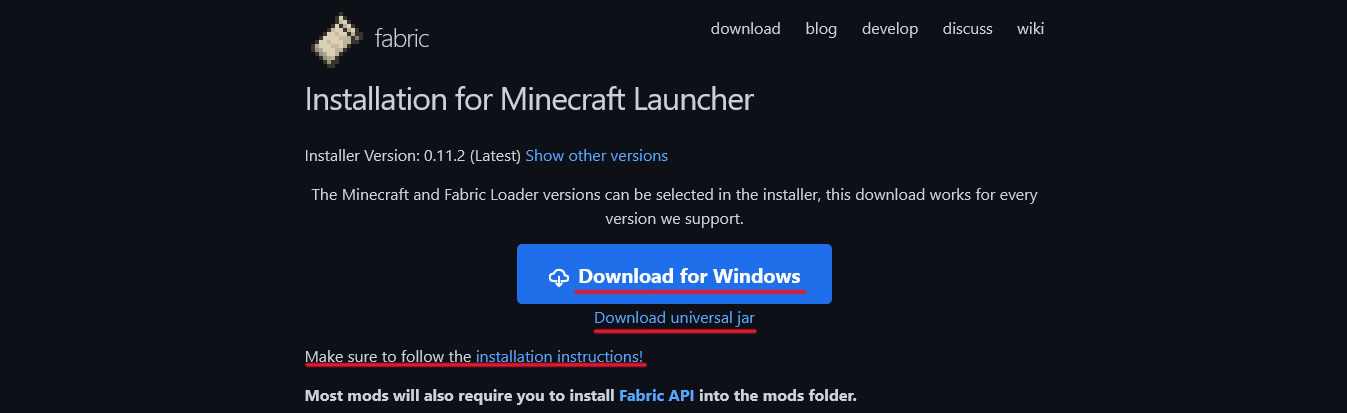 fabric
download blog develop discuss wiki
Installation for Minecraft Launcher
Installer Version: 0.11.2 (Latest) Show other versions
The Minecraft and Fabric Loader versions can be selected in the installer, this download works for every
version we support.
Download for Windows
Download universal jar
Make sure to follow the installation instructions!
Most mods will also require you to install Fabric API into the mods folder.